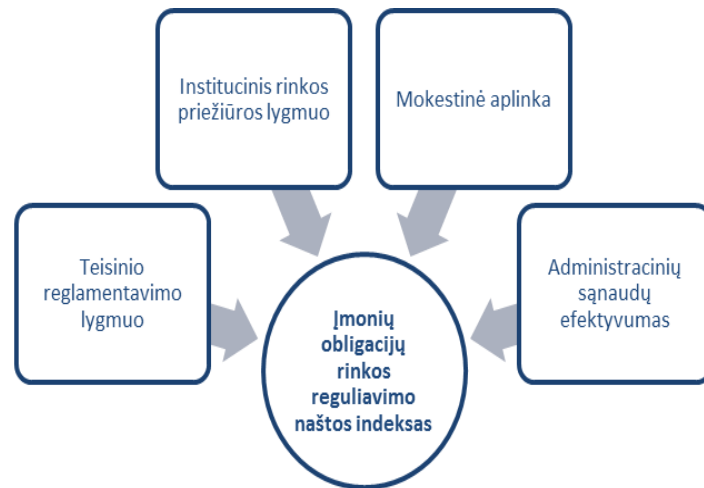 Institucinis rinkos
priežiūros lygmuo
Mokestinė aplinka
Teisinio
reglamentavimo
lygmuo
Administracinių
sąnaudų
efektyvumas
Įmonių
obligacijų
rinkos
reguliavimo
naštos indeksas